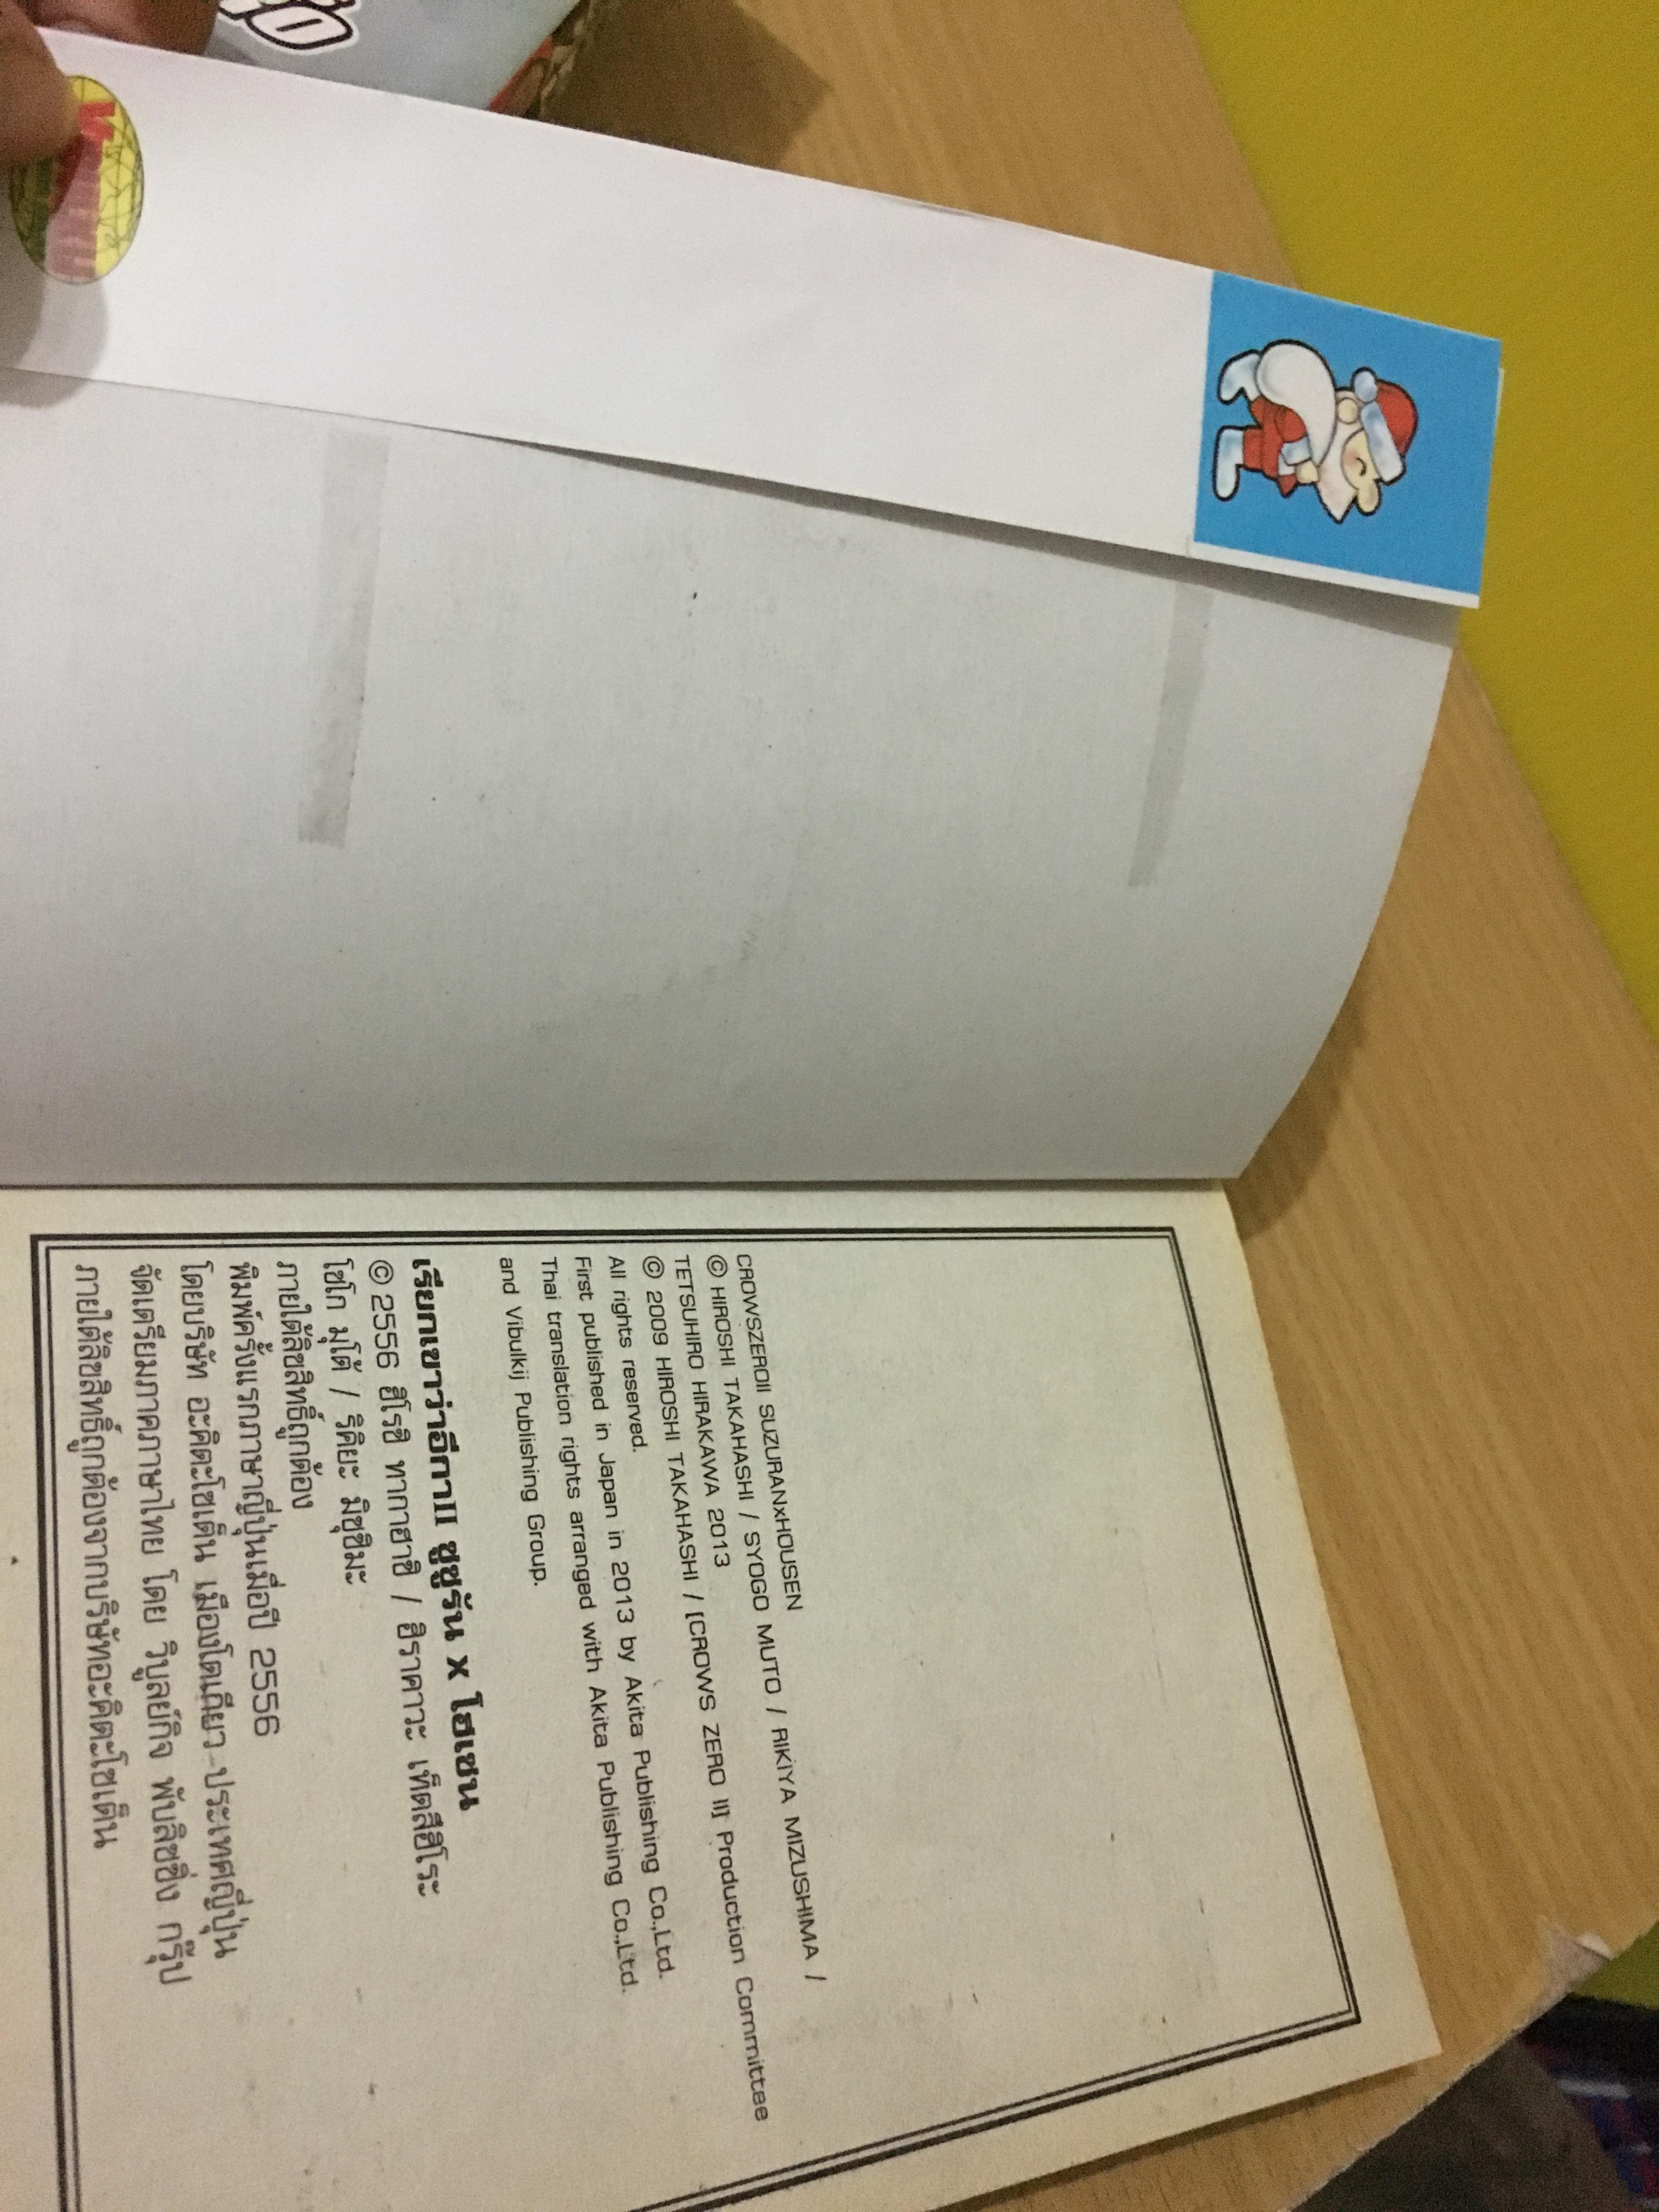 CROWSZEROII SUZURANxHOUSEN
© HIROSHI TAKAHASHI / SYOGO MUTO / RIKIYA MIZUSHIMA /
TETSUHIRO HIRAKAWA 2013
© 2009 HIROSHI TAKAHASHI / [CROWS ZERO II] Production Committee
All rights reserved.
First published in Japan in 2013 by Akita Publishing Co.,Ltd.
Thai translation rights arranged with Akita Publishing Co.,Ltd.
and Vibulkij Publishing Group.
เรียกเขาว่าอีกาII ซูซูรัน x โฮเซน
© 2556 ฮิโรชิ ทากาฮาชิ / ฮิราคาวะ เท็ตสึฮิโระ
โชโก มุโต้ / ริคิยะ มิซูชิมะ
ภายใต้ลิขสิทธิ์ถูกต้อง
พิมพ์ครั้งแรกภาษาญี่ปุ่นเมื่อปี 2556
โดยบริษัท อะคิตะโชเต็น เมืองโตเกียว-ประเทศญี่ปุ่น
จัดเตรียมภาคภาษาไทย โดย วิบูลย์กิจ พับลิชชิ่ง กรุ๊ป
ภายใต้ลิขสิทธิ์ถูกต้องจากบริษัทอะคิตะโชเต็น